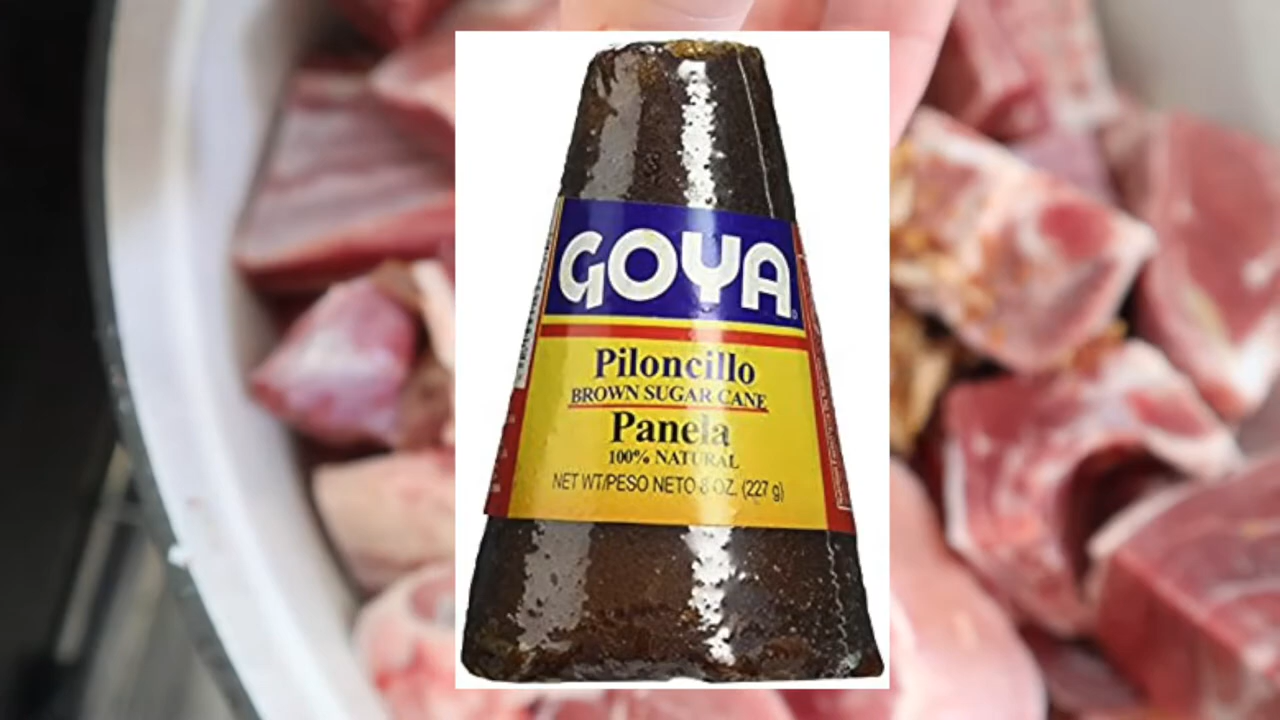 GOYA
Piloncillo
BROWN SUGAR CANE
Panela
100% NATURAL
NET WT/PESO NETO 8 OZ. (227 g)